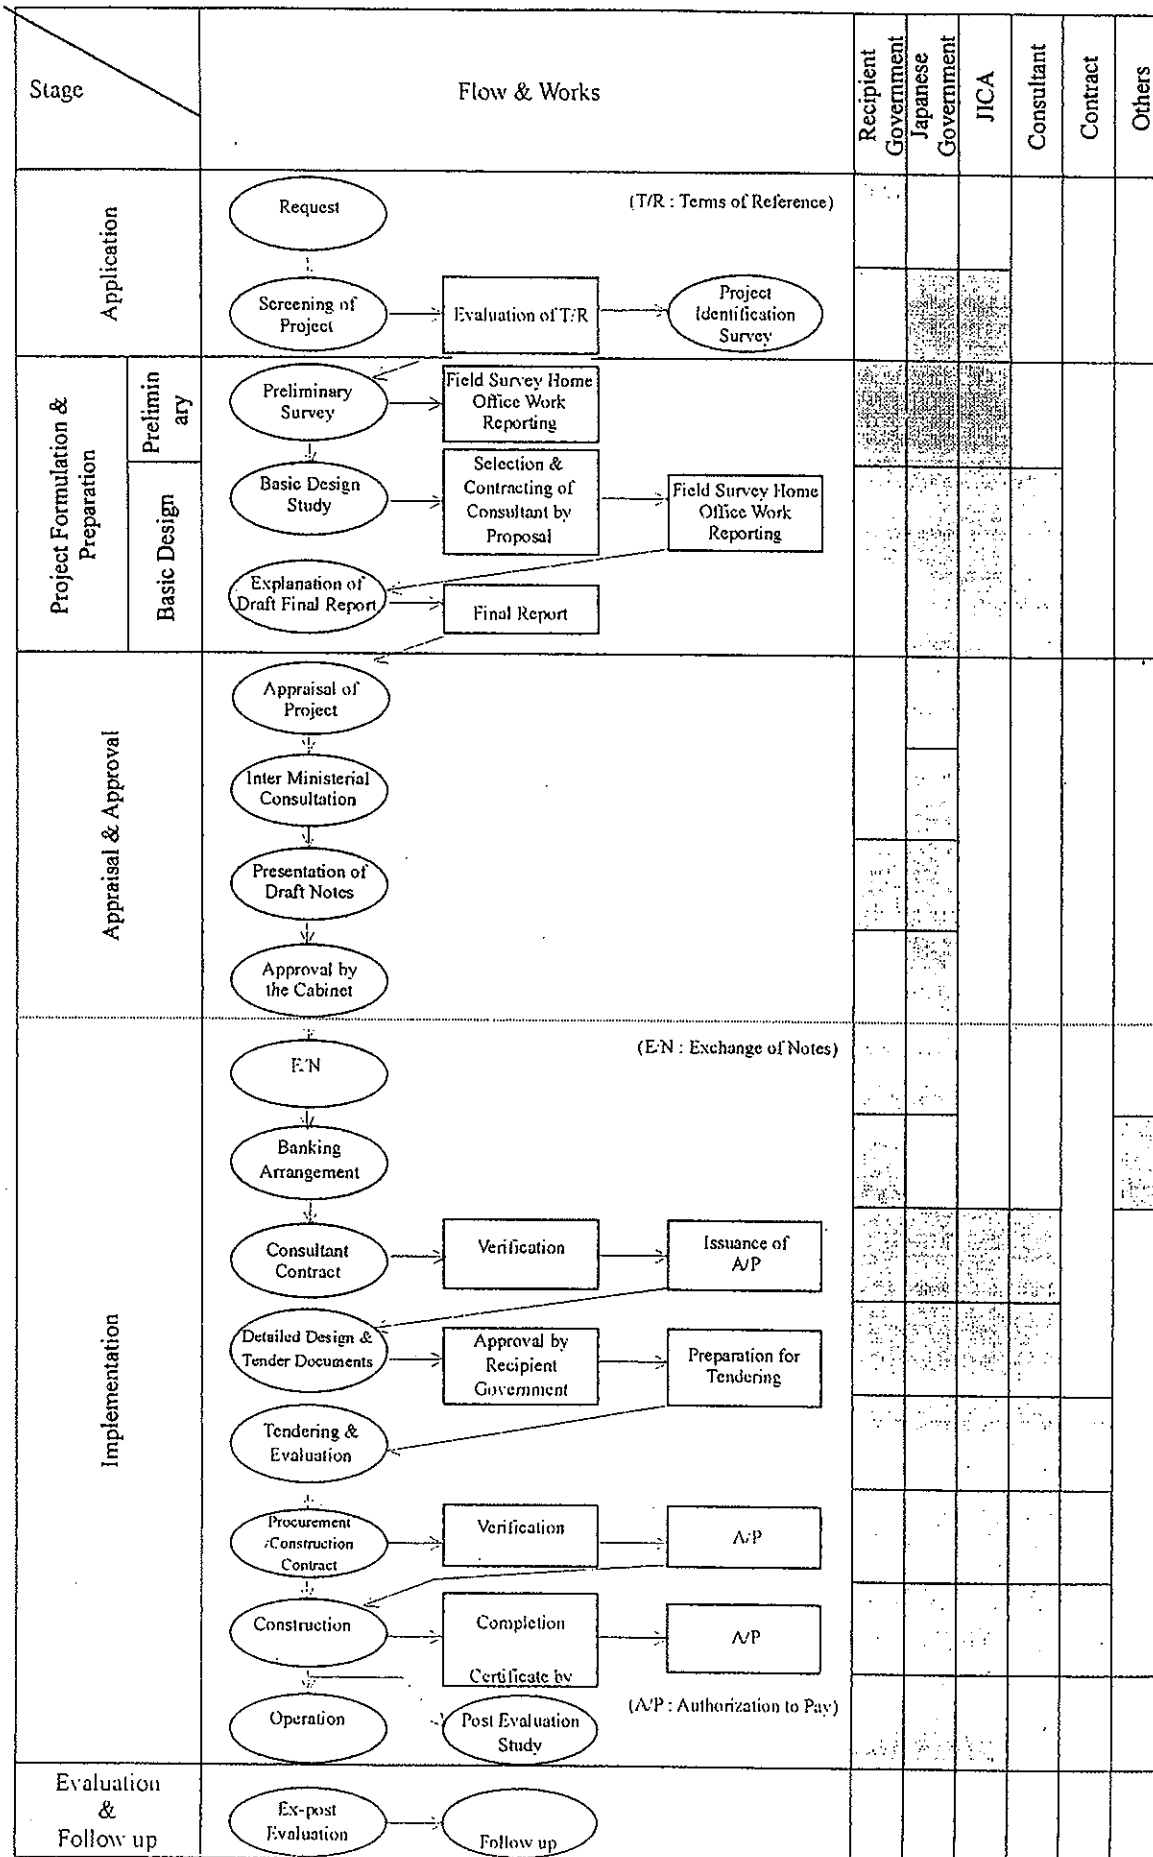 Stage
Flow & Works
Recipient
Government
Japanese
Government
JICA
Consultant
Contract
Others
Application
Request
(T/R : Terms of Reference)
Screening of
Project
Evaluation of T/R
Project
Identification
Survey
Project Formulation &
Preparation
Prelimin
ary
Preliminary
Survey
Field Survey Home
Office Work
Reporting
Basic Design
Basic Design
Study
Selection &
Contracting of
Consultant by
Proposal
Field Survey Home
Office Work
Reporting
Explanation of
Draft Final Report
Final Report
Appraisal & Approval
Appraisal of
Project
Inter Ministerial
Consultation
Presentation of
Draft Notes
Approval by
the Cabinet
Implementation
E/N
(E/N : Exchange of Notes)
Banking
Arrangement
Consultant
Contract
Verification
Issuance of
A/P
Detailed Design &
Tender Documents
Approval by
Recipient
Government
Preparation for
Tendering
Tendering &
Evaluation
Procurement
/Construction
Contract
Verification
A/P
Construction
Completion
Certificate by
A/P
Operation
Post Evaluation
Study
(A/P : Authorization to Pay)
Evaluation
&
Follow up
Ex-post
Evaluation
Follow up